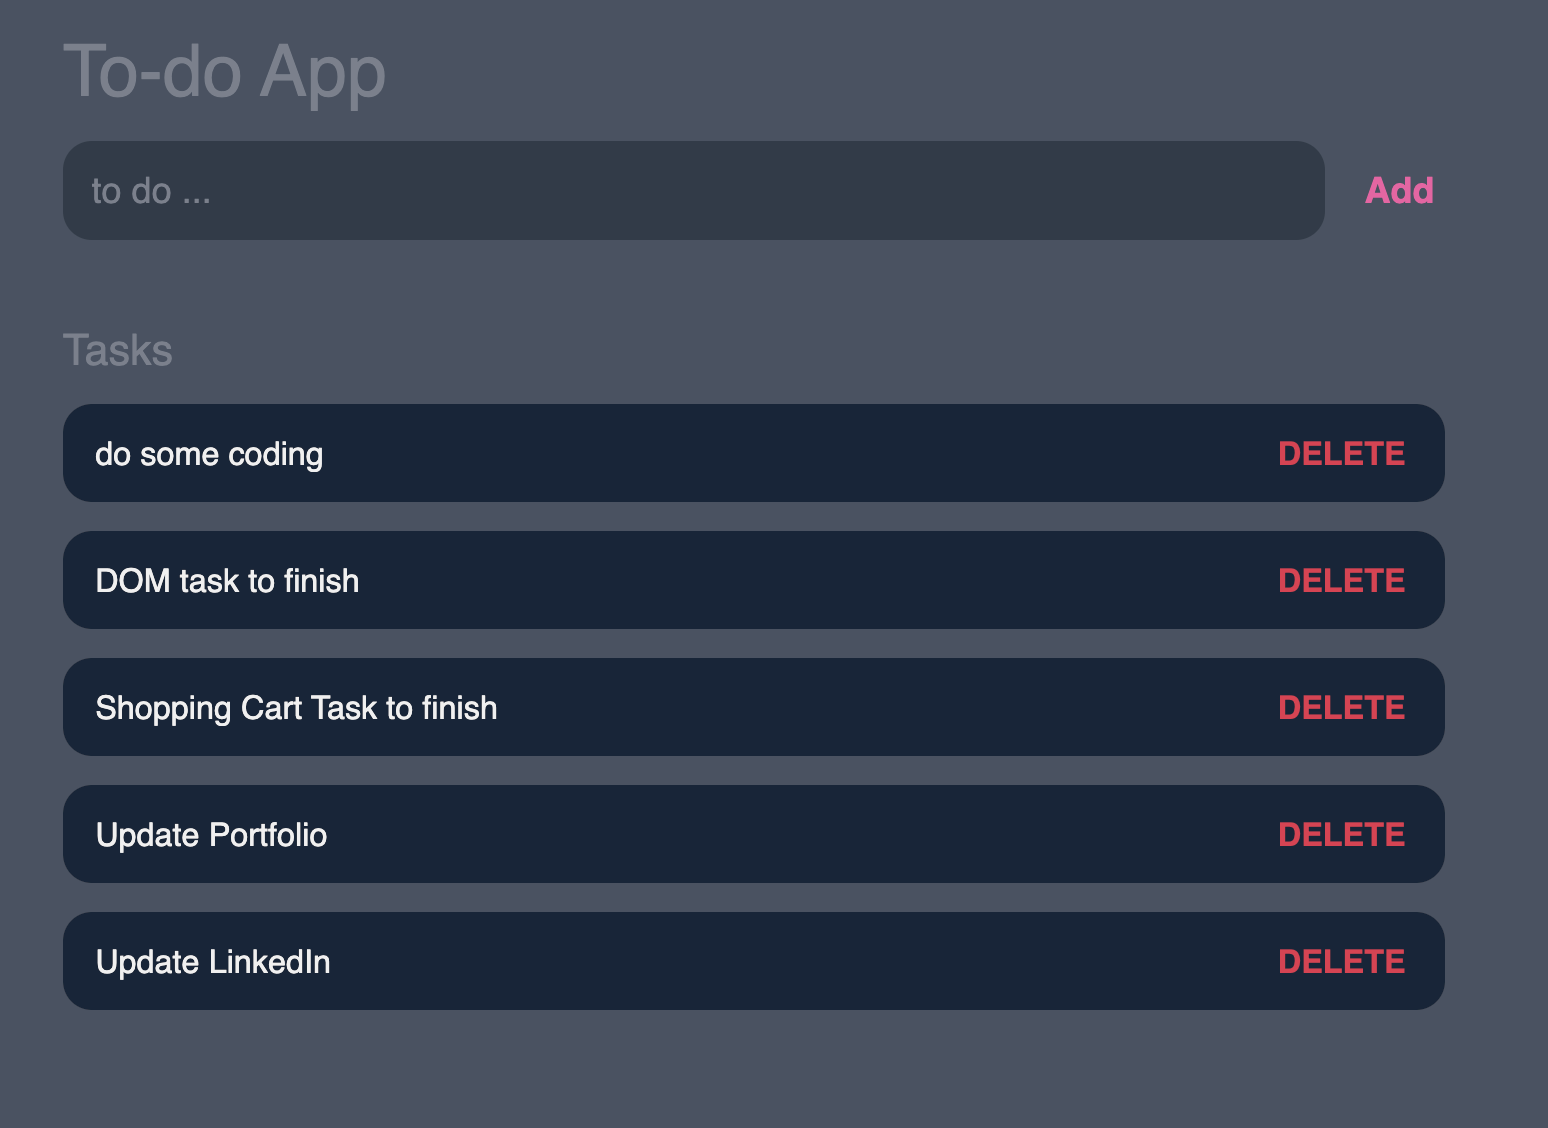 To-do App
to do ...
Add
Tasks
do some coding
DELETE
DOM task to finish
DELETE
Shopping Cart Task to finish
DELETE
Update Portfolio
DELETE
Update LinkedIn
DELETE